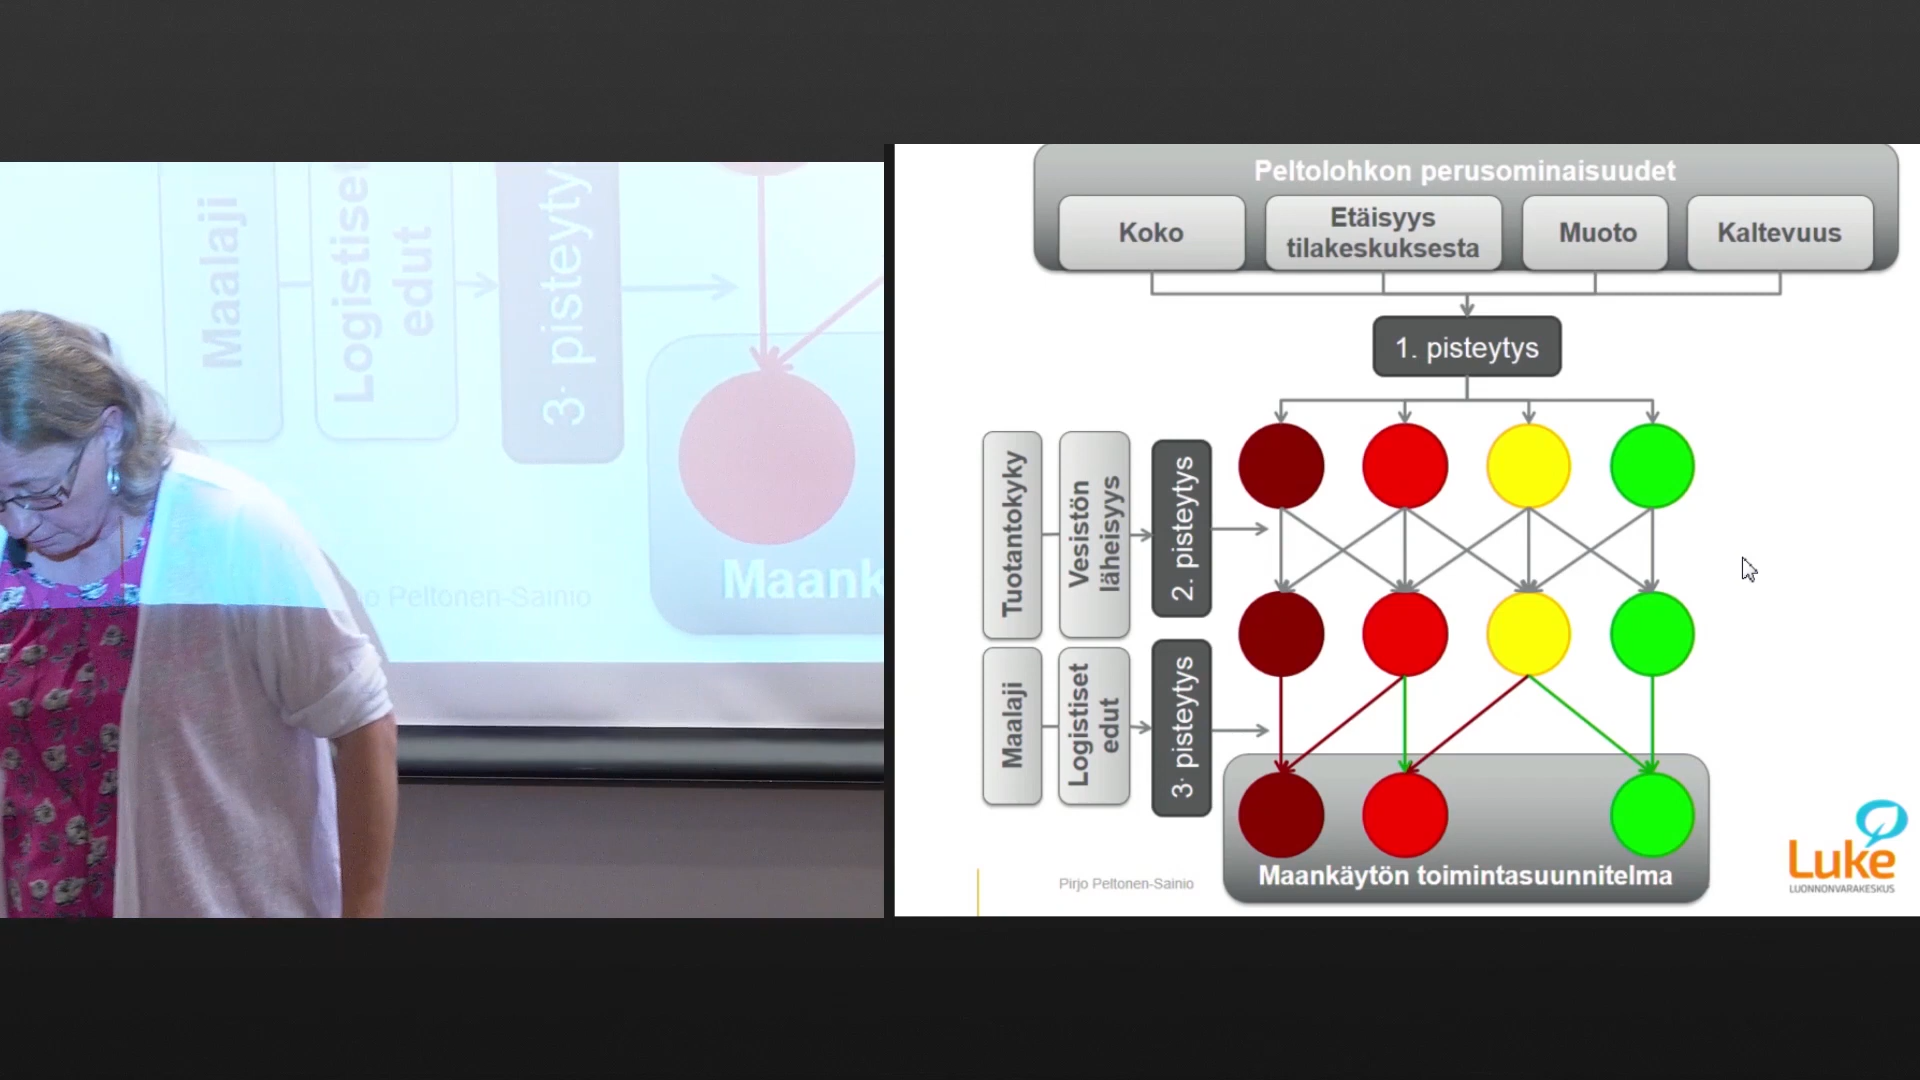 Maalaji
Logistiset
edut
3· pisteytys
Maank
o Peltonen-Sainio
Peltolohkon perusominaisuudet
Koko
Etäisyys
tilakeskuksesta
Muoto
Kaltevuus
1. pisteytys
Tuotantokyky
Vesistön
läheisyys
2. pisteytys
Maalaji
Logistiset
edut
3· pisteytys
Maankäytön toimintasuunnitelma
Pirjo Peltonen-Sainio
Luke
LUONNONVARAKESKUS